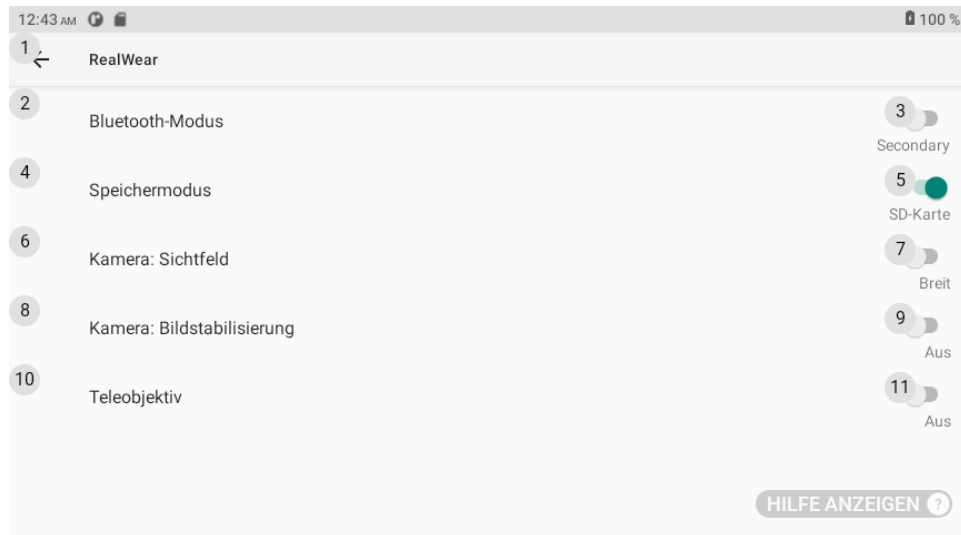 12:43 AM 100 %
1
RealWear
2
Bluetooth-Modus
3
Secondary
4
Speichermodus
5
SD-Karte
6
Kamera: Sichtfeld
7
Breit
8
Kamera: Bildstabilisierung
9
Aus
10
Teleobjektiv
11
Aus
HILFE ANZEIGEN ?